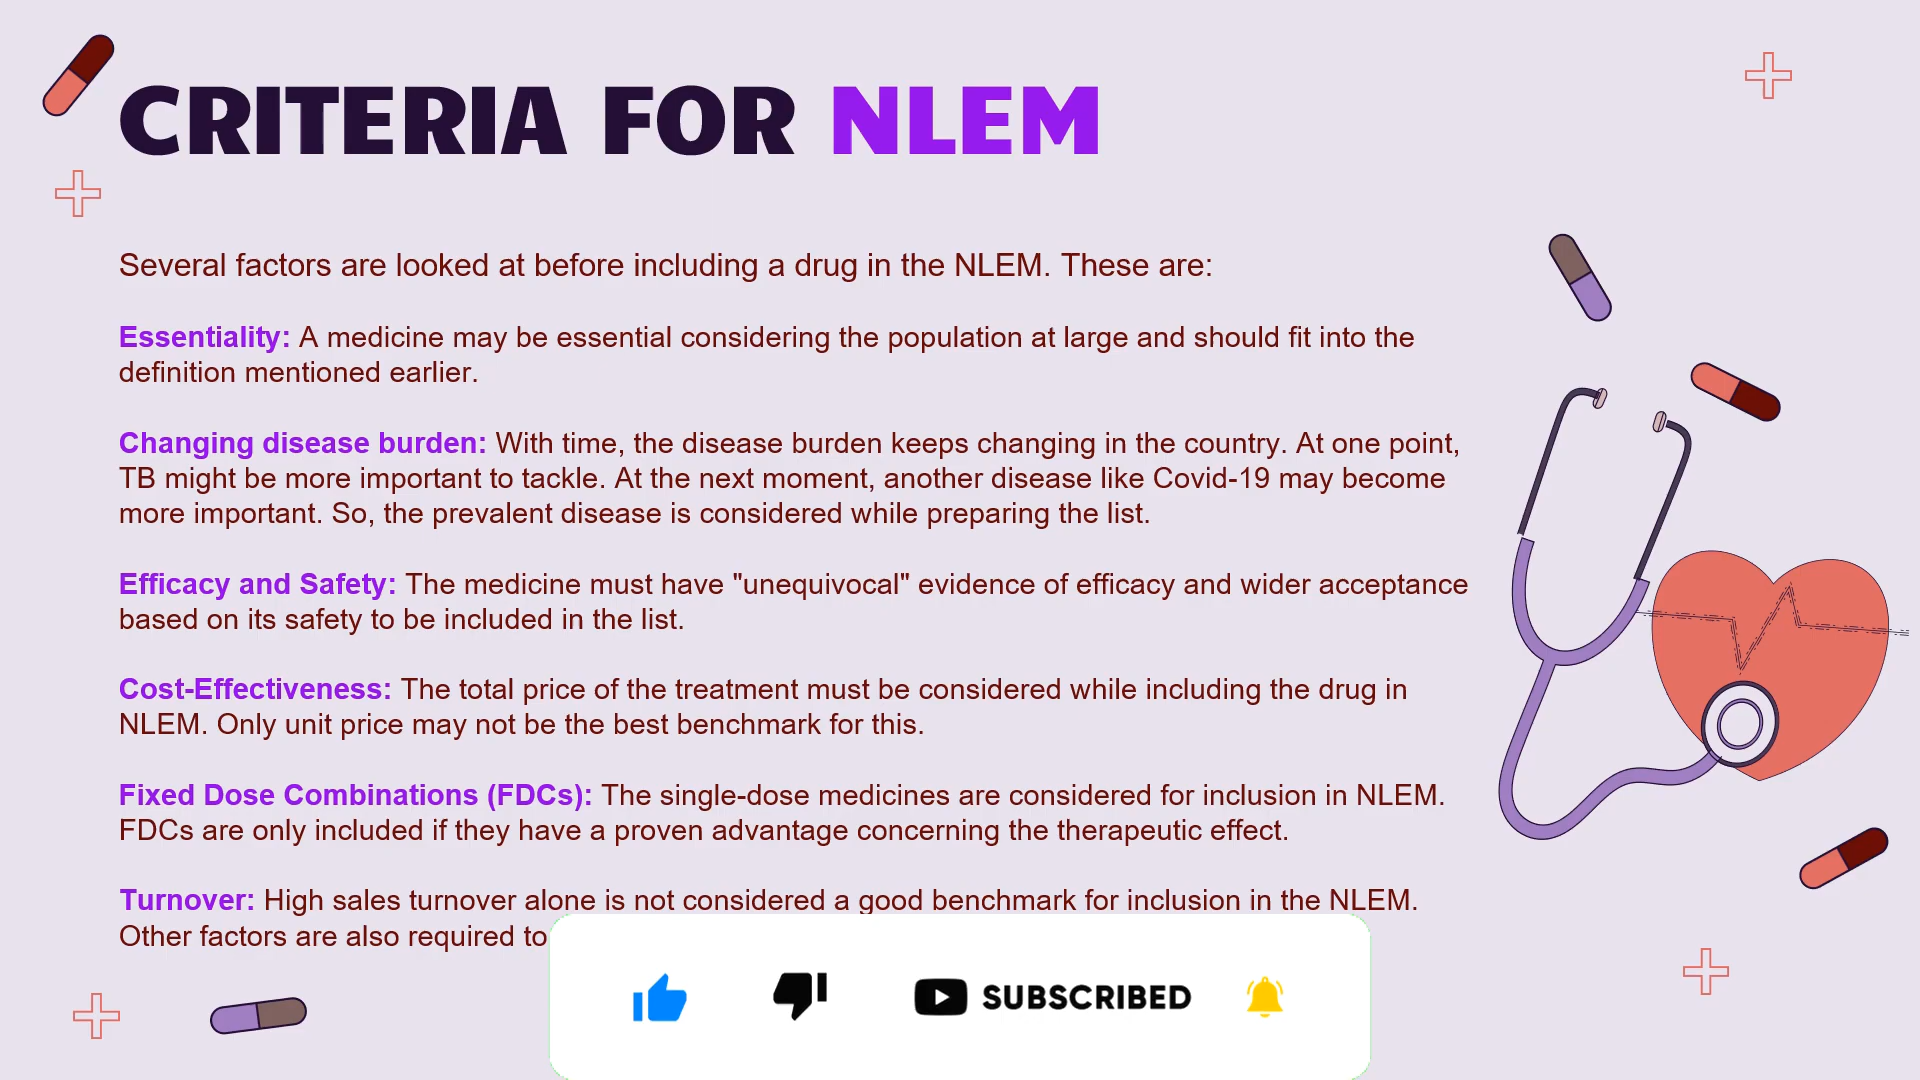 CRITERIA FOR NLEM
Several factors are looked at before including a drug in the NLEM. These are:
Essentiality: A medicine may be essential considering the population at large and should fit into the
definition mentioned earlier.
Changing disease burden: With time, the disease burden keeps changing in the country. At one point,
TB might be more important to tackle. At the next moment, another disease like Covid-19 may become
more important. So, the prevalent disease is considered while preparing the list.
Efficacy and Safety: The medicine must have "unequivocal" evidence of efficacy and wider acceptance
based on its safety to be included in the list.
Cost-Effectiveness: The total price of the treatment must be considered while including the drug in
NLEM. Only unit price may not be the best benchmark for this.
Fixed Dose Combinations (FDCs): The single-dose medicines are considered for inclusion in NLEM.
FDCs are only included if they have a proven advantage concerning the therapeutic effect.
Turnover: High sales turnover alone is not considered a good benchmark for inclusion in the NLEM.
Other factors are also required to
SUBSCRIBED